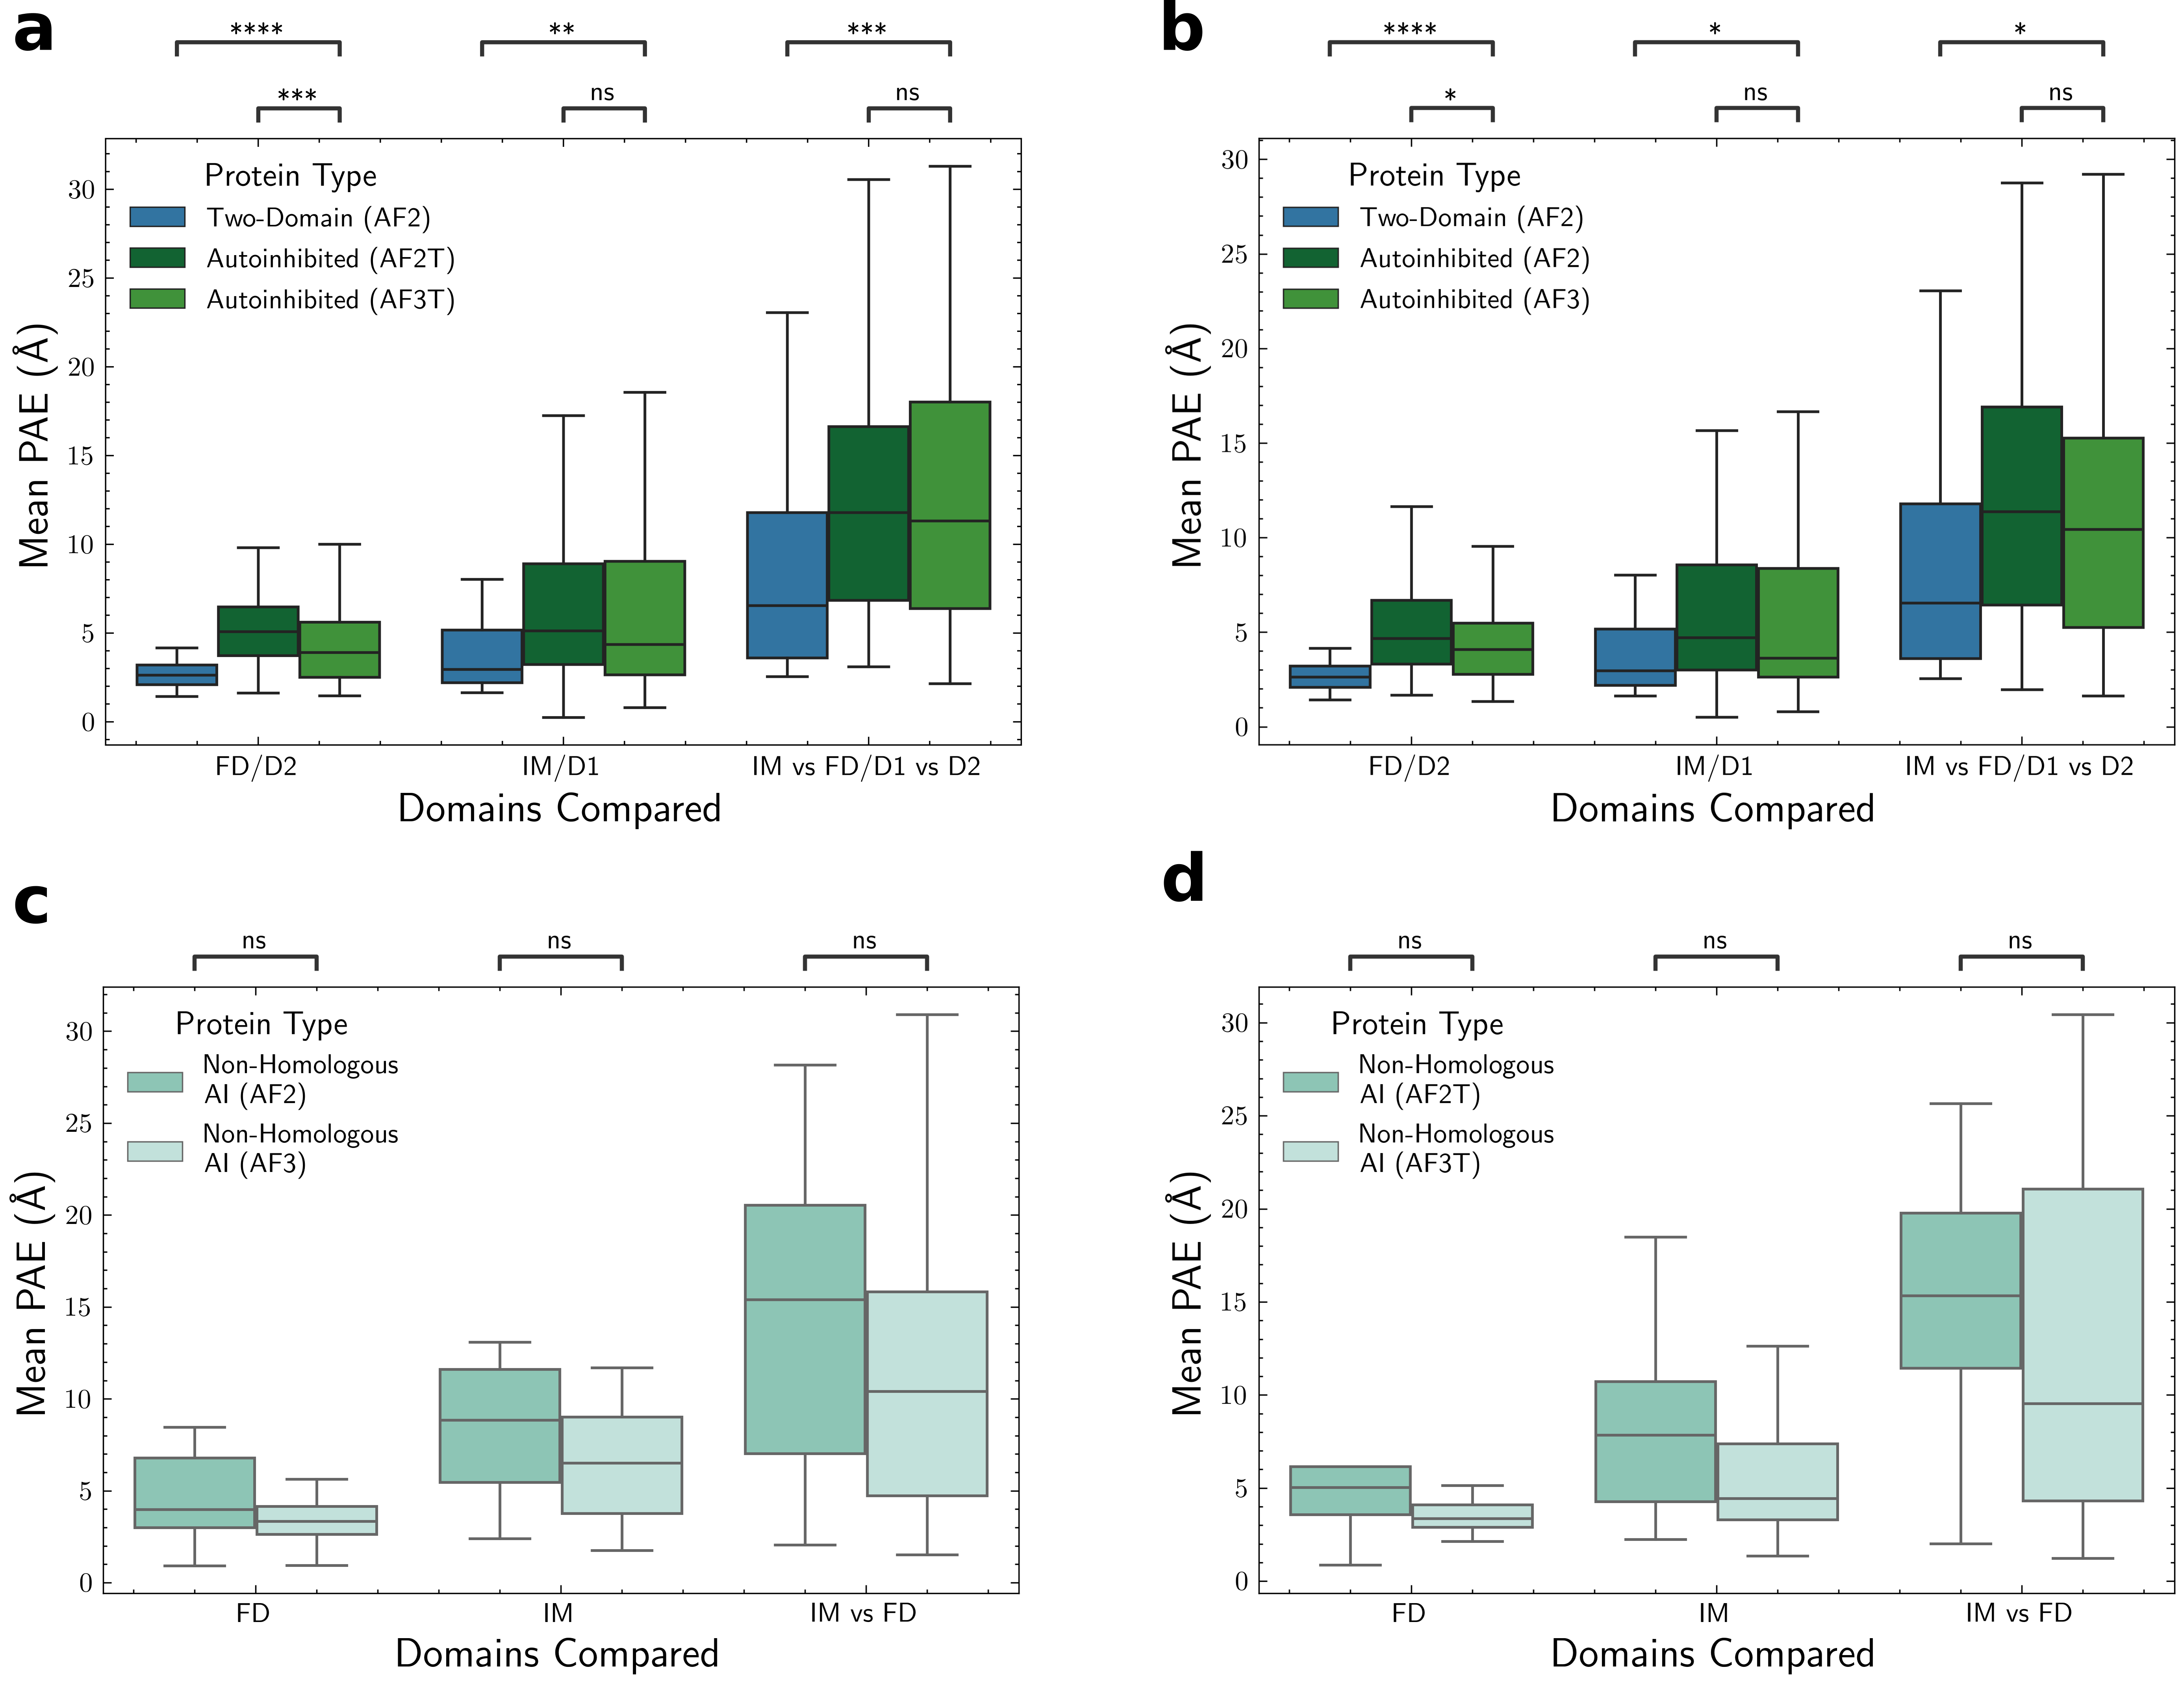 a
**** ** ***
*** ns ns
Protein Type
Two-Domain (AF2)
Autoinhibited (AF2T)
Autoinhibited (AF3T)
Mean PAE (Å)
30
25
20
15
10
5
0
FD/D2 IM/D1 IM vs FD/D1 vs D2
Domains Compared
b
**** * *
* ns ns
Protein Type
Two-Domain (AF2)
Autoinhibited (AF2)
Autoinhibited (AF3)
Mean PAE (Å)
30
25
20
15
10
5
0
FD/D2 IM/D1 IM vs FD/D1 vs D2
Domains Compared
c
ns ns ns
Protein Type
Non-Homologous
AI (AF2)
Non-Homologous
AI (AF3)
Mean PAE (Å)
30
25
20
15
10
5
0
FD IM IM vs FD
Domains Compared
d
ns ns ns
Protein Type
Non-Homologous
AI (AF2T)
Non-Homologous
AI (AF3T)
Mean PAE (Å)
30
25
20
15
10
5
0
FD IM IM vs FD
Domains Compared